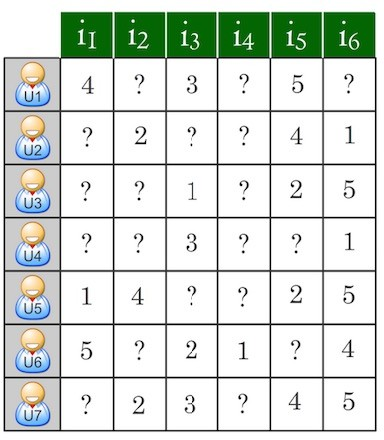 i1 i2 i3 i4 i5 i6
U1 4 ? 3 ? 5 ?
U2 ? 2 ? ? 4 1
U3 ? ? 1 ? 2 5
U4 ? ? 3 ? ? 1
U5 1 4 ? ? 2 5
U6 5 ? 2 1 ? 4
U7 ? 2 3 ? 4 5